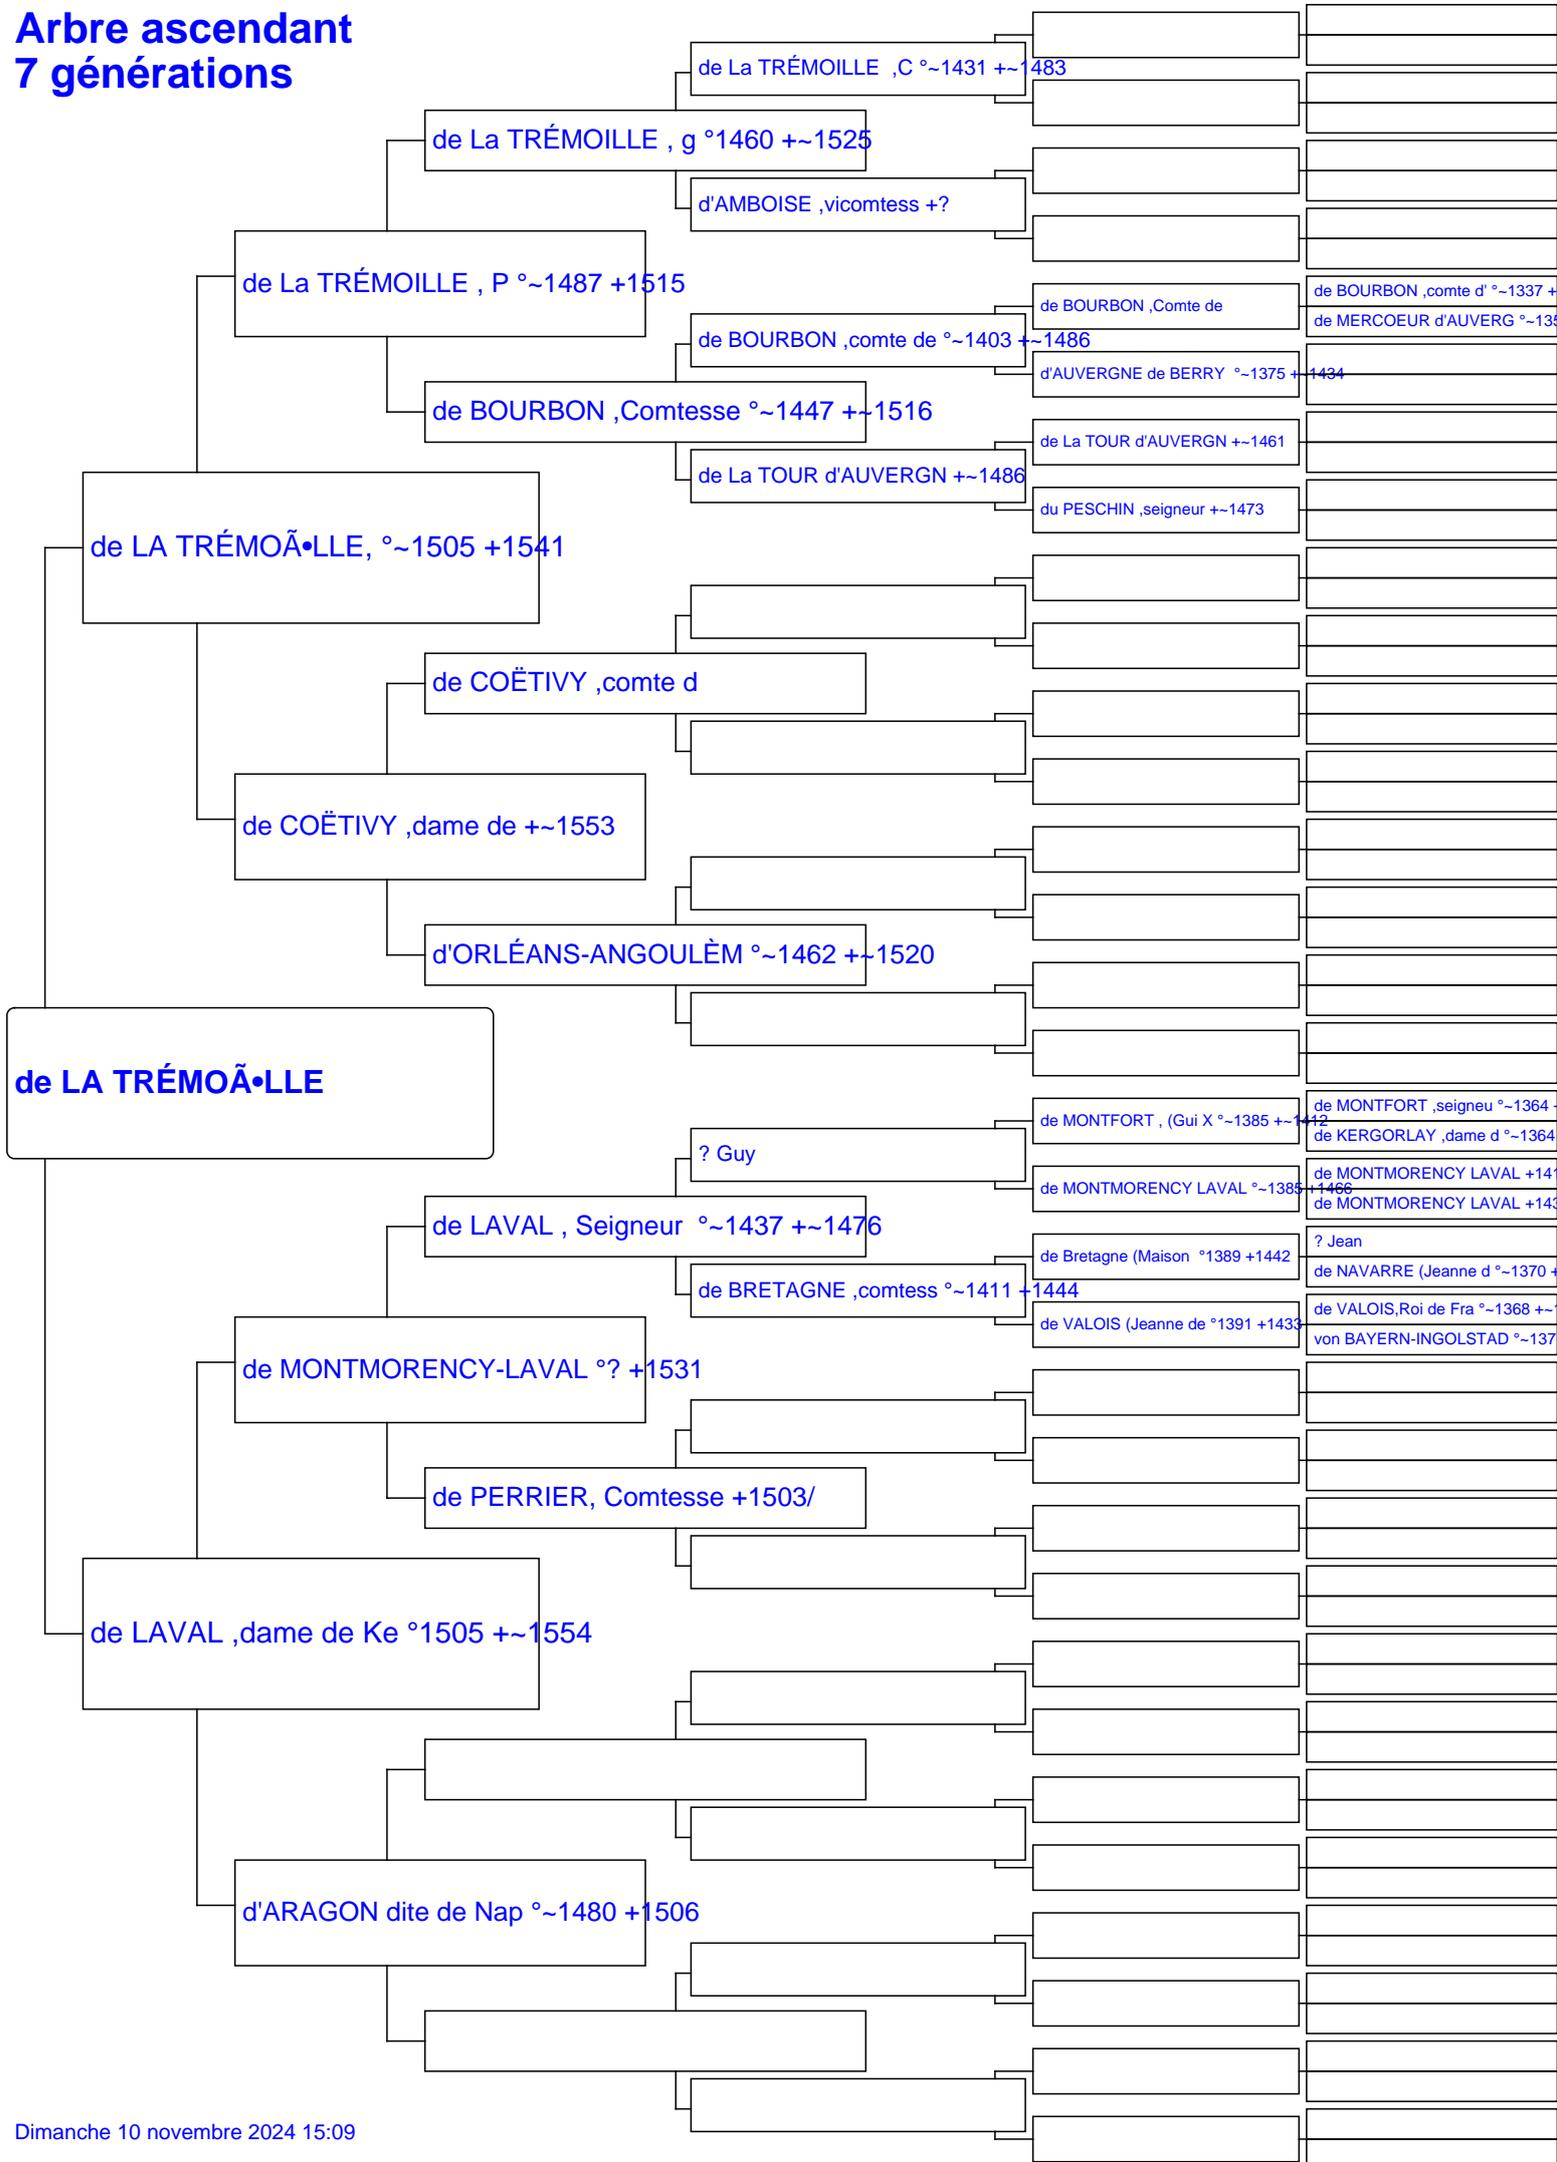 Arbre ascendant
7 générations
de La TRÉMOILLE ,C °~1431 +~1483
de La TRÉMOILLE , g °1460 +~1525
d'AMBOISE ,vicomtess +?
de La TRÉMOILLE , P °~1487 +1515
de BOURBON ,Comte de
de BOURBON ,comte d' °~1337 +
de MERCOEUR d'AUVERG °~135
de BOURBON ,comte de °~1403 +~1486
d'AUVERGNE de BERRY °~1375 +~1434
de BOURBON ,Comtesse °~1447 +~1516
de La TOUR d'AUVERGN +~1461
de La TOUR d'AUVERGN +~1486
du PESCHIN ,seigneur +~1473
de LA TRÉMOÃ•LLE, °~1505 +1541
de COËTIVY ,comte d
de COËTIVY ,dame de +~1553
d'ORLÉANS-ANGOULÈM °~1462 +~1520
de LA TRÉMOÃ•LLE
de MONTFORT , (Gui X °~1385 +~1412
de MONTFORT ,seigneu °~1364
de KERGORLAY ,dame d °~1364
? Guy
de MONTMORENCY LAVAL °~1385 +1466
de MONTMORENCY LAVAL +141
de MONTMORENCY LAVAL +143
de LAVAL , Seigneur °~1437 +~1476
de Bretagne (Maison °1389 +1442
? Jean
de NAVARRE (Jeanne d °~1370 +
de BRETAGNE ,comtess °~1411 +1444
de VALOIS (Jeanne de °1391 +1433
de VALOIS,Roi de Fra °~1368 +~1
von BAYERN-INGOLSTAD °~137
de MONTMORENCY-LAVAL °? +1531
de PERRIER, Comtesse +1503/
de LAVAL ,dame de Ke °1505 +~1554
d'ARAGON dite de Nap °~1480 +1506
Dimanche 10 novembre 2024 15:09